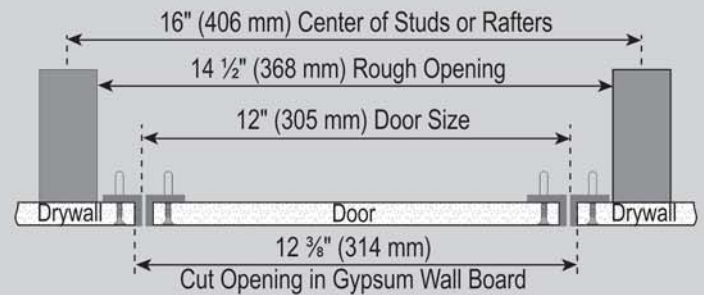 16" (406 mm) Center of Studs or Rafters
14 ½" (368 mm) Rough Opening
12" (305 mm) Door Size
Drywall
Door
Drywall
12 ⅜" (314 mm)
Cut Opening in Gypsum Wall Board